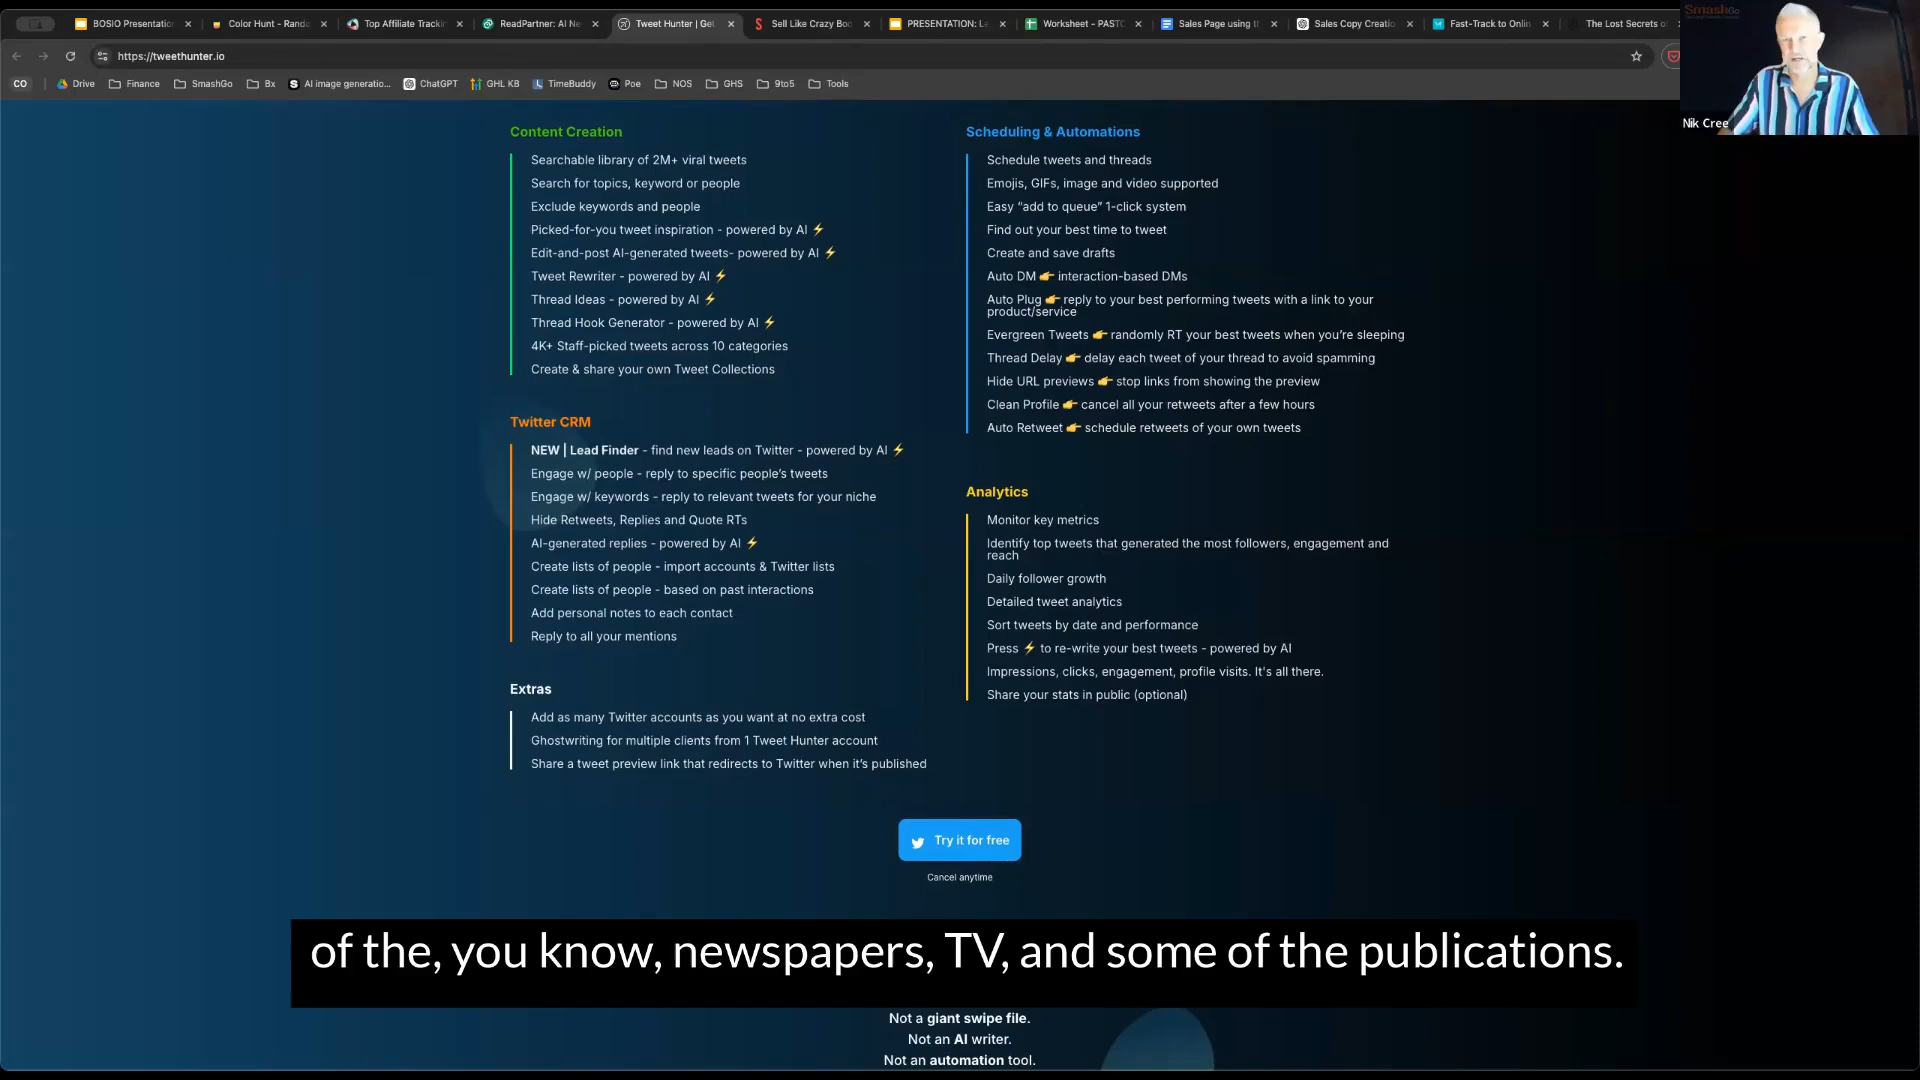 BOSIO Presentation
Color Hunt - Rando
Top Affiliate Trackin
ReadPartner: AI Ne
Tweet Hunter | Get
Sell Like Crazy Boo
PRESENTATION: Le
Worksheet - PASTO
Sales Page using th
Sales Copy Creatio
Fast-Track to Onlin
The Lost Secrets of
SmashGo
https://tweethunter.io
CO
Drive
Finance
SmashGo
Bx
AI image generatio...
ChatGPT
GHL KB
TimeBuddy
Poe
NOS
GHS
9to5
Tools
Nik Cree
Content Creation
Searchable library of 2M+ viral tweets
Search for topics, keyword or people
Exclude keywords and people
Picked-for-you tweet inspiration - powered by AI ⚡
Edit-and-post AI-generated tweets- powered by AI ⚡
Tweet Rewriter - powered by AI ⚡
Thread Ideas - powered by AI ⚡
Thread Hook Generator - powered by AI ⚡
4K+ Staff-picked tweets across 10 categories
Create & share your own Tweet Collections
Twitter CRM
NEW | Lead Finder - find new leads on Twitter - powered by AI ⚡
Engage w/ people - reply to specific people's tweets
Engage w/ keywords - reply to relevant tweets for your niche
Hide Retweets, Replies and Quote RTs
AI-generated replies - powered by AI ⚡
Create lists of people - import accounts & Twitter lists
Create lists of people - based on past interactions
Add personal notes to each contact
Reply to all your mentions
Extras
Add as many Twitter accounts as you want at no extra cost
Ghostwriting for multiple clients from 1 Tweet Hunter account
Share a tweet preview link that redirects to Twitter when it's published
Scheduling & Automations
Schedule tweets and threads
Emojis, GIFs, image and video supported
Easy "add to queue" 1-click system
Find out your best time to tweet
Create and save drafts
Auto DM 👉 interaction-based DMs
Auto Plug 👉 reply to your best performing tweets with a link to your
product/service
Evergreen Tweets 👉 randomly RT your best tweets when you're sleeping
Thread Delay 👉 delay each tweet of your thread to avoid spamming
Hide URL previews 👉 stop links from showing the preview
Clean Profile 👉 cancel all your retweets after a few hours
Auto Retweet 👉 schedule retweets of your own tweets
Analytics
Monitor key metrics
Identify top tweets that generated the most followers, engagement and
reach
Daily follower growth
Detailed tweet analytics
Sort tweets by date and performance
Press ⚡ to re-write your best tweets - powered by AI
Impressions, clicks, engagement, profile visits. It's all there.
Share your stats in public (optional)
Try it for free
Cancel anytime
of the, you know, newspapers, TV, and some of the publications.
Not a giant swipe file.
Not an AI writer.
Not an automation tool.